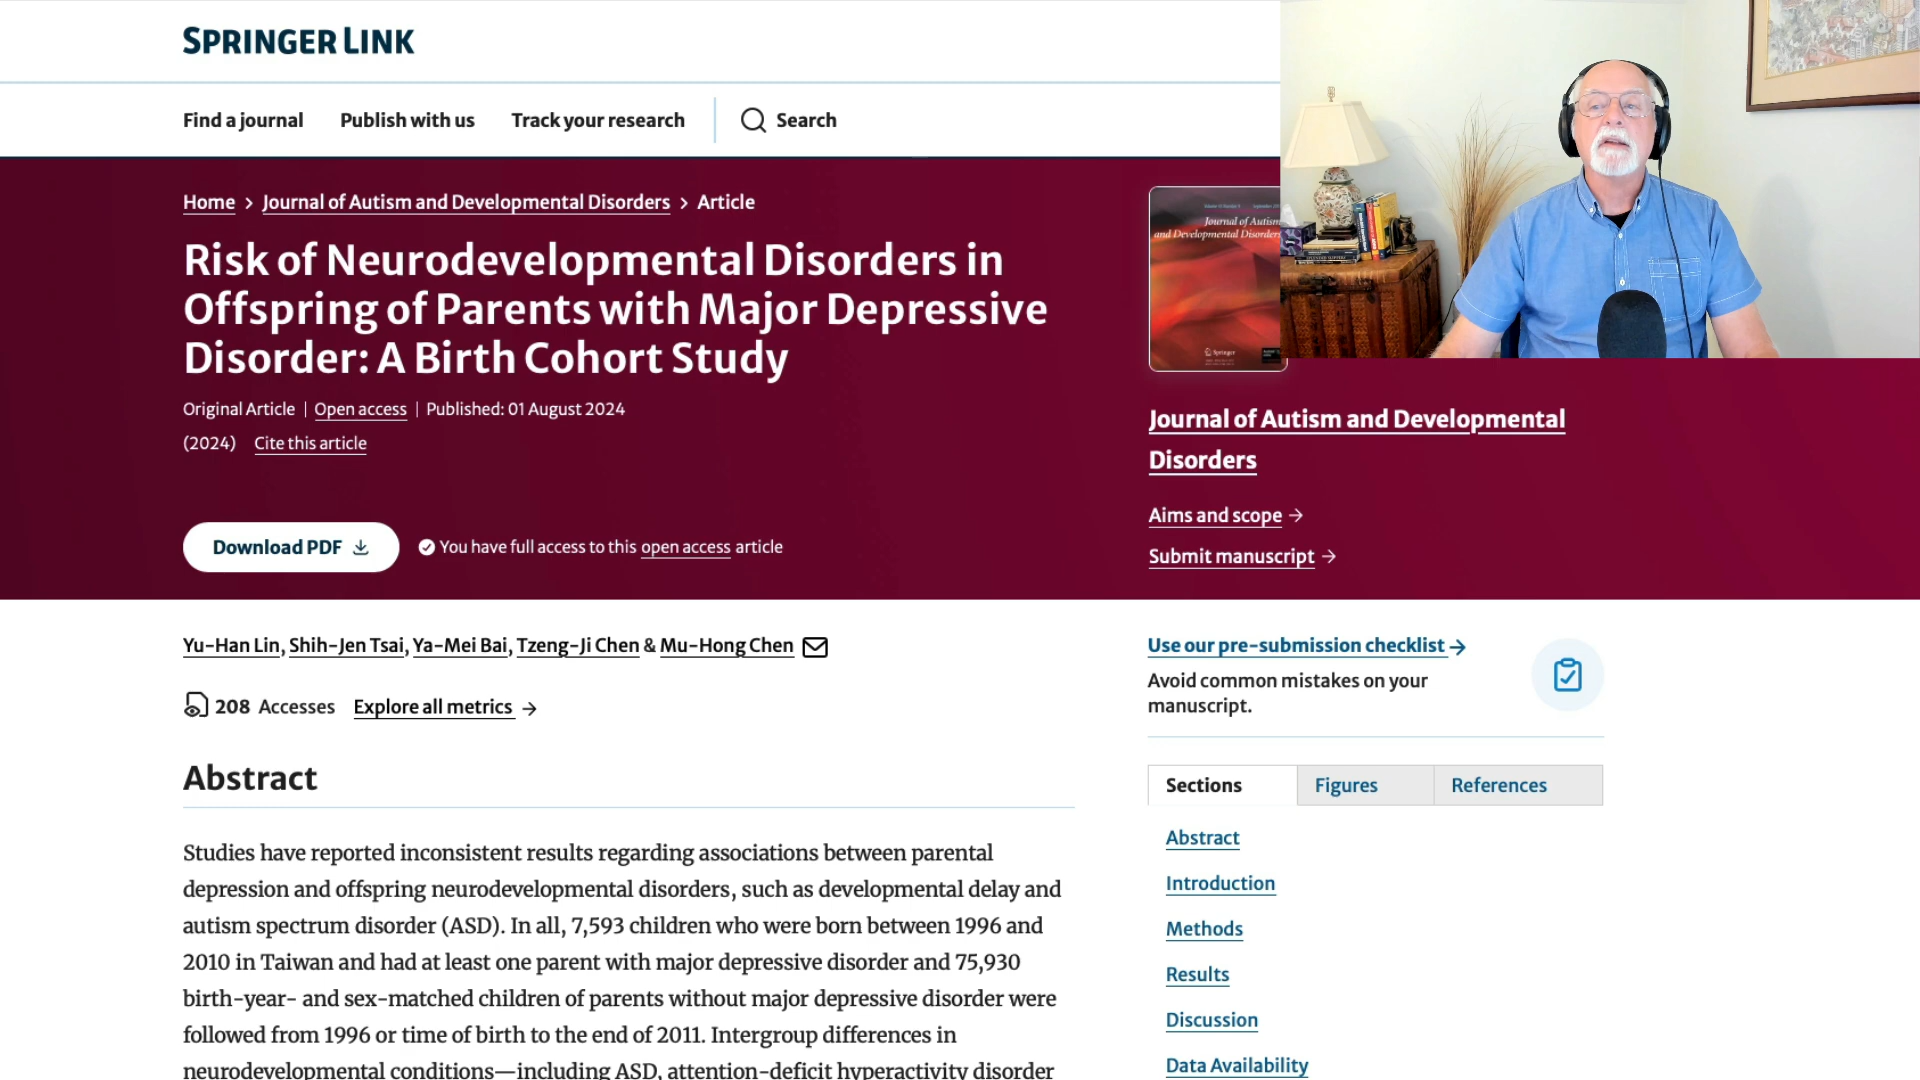 SPRINGER LINK
Find a journal
Publish with us
Track your research
Search
Home > Journal of Autism and Developmental Disorders > Article
Risk of Neurodevelopmental Disorders in
Offspring of Parents with Major Depressive
Disorder: A Birth Cohort Study
Original Article | Open access | Published: 01 August 2024
(2024) Cite this article
Download PDF
You have full access to this open access article
Journal of Autism
and Developmental Disorders
Springer
Journal of Autism and Developmental
Disorders
Aims and scope →
Submit manuscript →
Yu-Han Lin, Shih-Jen Tsai, Ya-Mei Bai, Tzeng-Ji Chen & Mu-Hong Chen
208 Accesses
Explore all metrics →
Abstract
Studies have reported inconsistent results regarding associations between parental
depression and offspring neurodevelopmental disorders, such as developmental delay and
autism spectrum disorder (ASD). In all, 7,593 children who were born between 1996 and
2010 in Taiwan and had at least one parent with major depressive disorder and 75,930
birth-year- and sex-matched children of parents without major depressive disorder were
followed from 1996 or time of birth to the end of 2011. Intergroup differences in
neurodevelopmental conditions—including ASD, attention-deficit hyperactivity disorder
Use our pre-submission checklist →
Avoid common mistakes on your
manuscript.
Sections
Figures
References
Abstract
Introduction
Methods
Results
Discussion
Data Availability